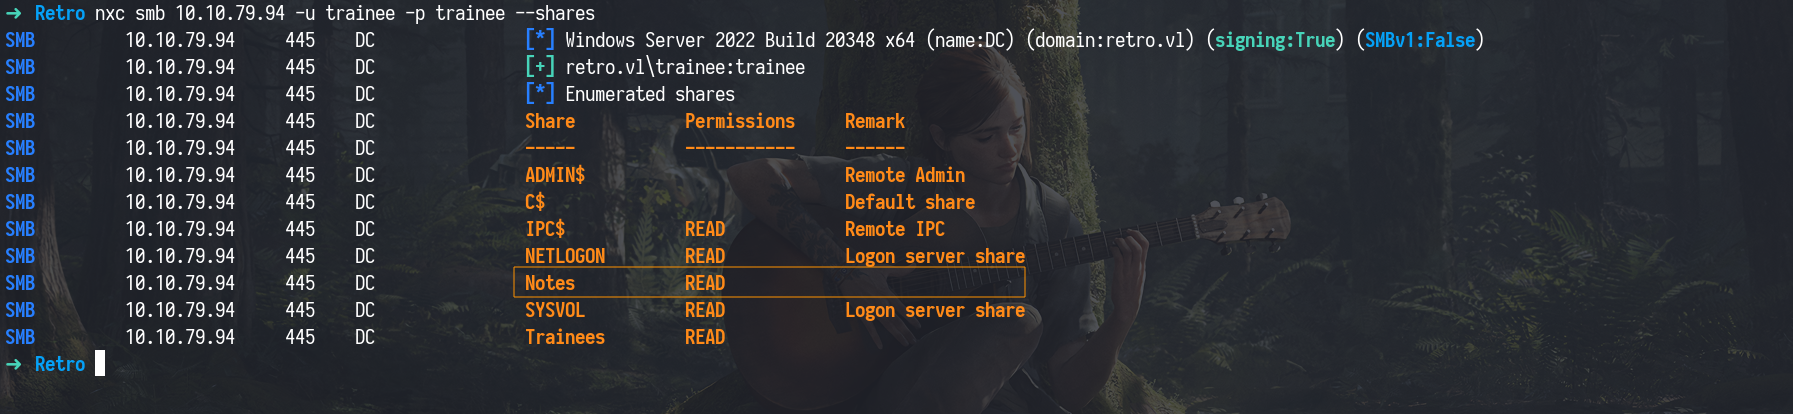 ➜ Retro nxc smb 10.10.79.94 -u trainee -p trainee --shares
SMB 10.10.79.94 445 DC [*] Windows Server 2022 Build 20348 x64 (name:DC) (domain:retro.vl) (signing:True) (SMBv1:False)
SMB 10.10.79.94 445 DC [+] retro.vl\trainee:trainee
SMB 10.10.79.94 445 DC [*] Enumerated shares
SMB 10.10.79.94 445 DC Share Permissions Remark
SMB 10.10.79.94 445 DC ----- ----------- ------
SMB 10.10.79.94 445 DC ADMIN$ Remote Admin
SMB 10.10.79.94 445 DC C$ Default share
SMB 10.10.79.94 445 DC IPC$ READ Remote IPC
SMB 10.10.79.94 445 DC NETLOGON READ Logon server share
SMB 10.10.79.94 445 DC Notes READ
SMB 10.10.79.94 445 DC SYSVOL READ Logon server share
SMB 10.10.79.94 445 DC Trainees READ
➜ Retro